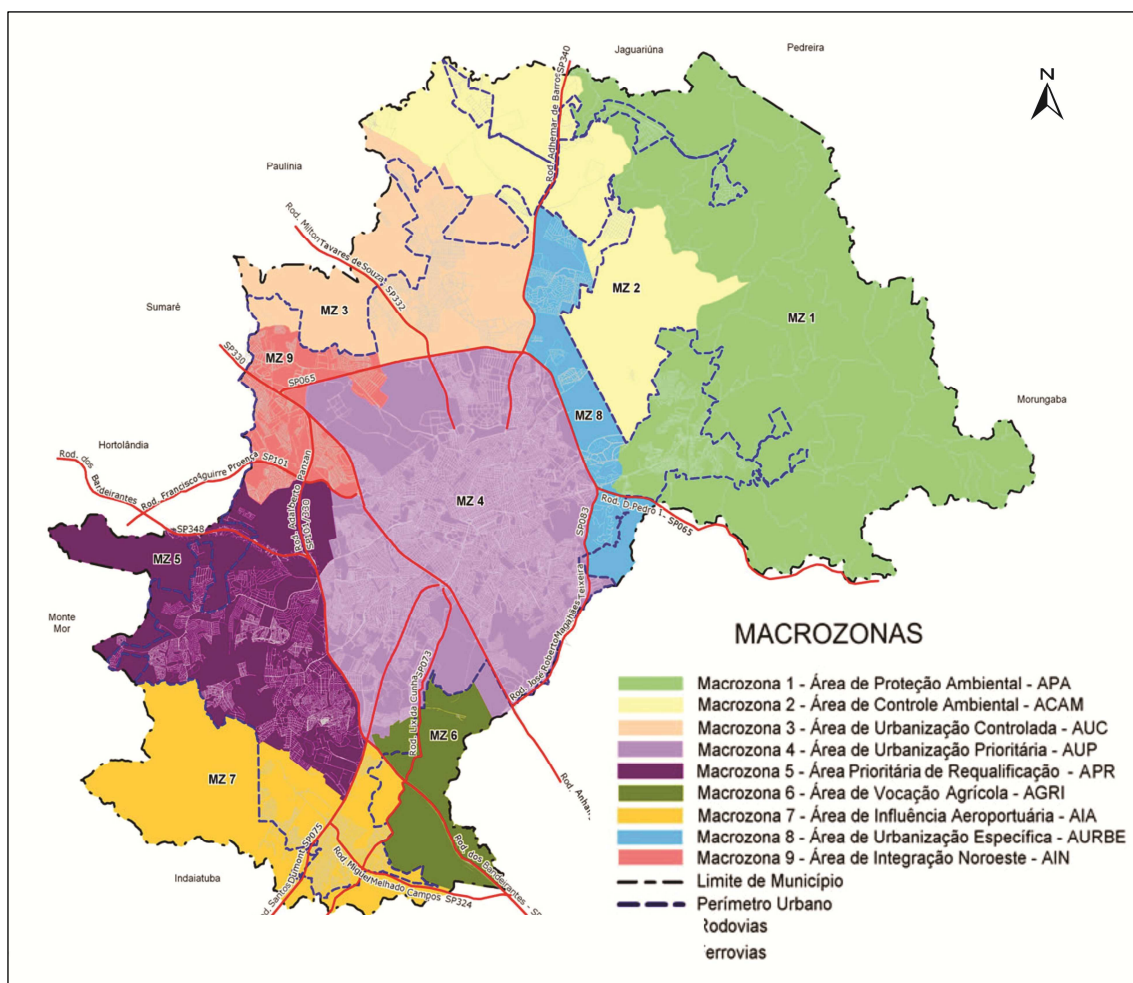 Jaguariúna
Pedreira
N
Rod. Adhemar de Barros SP340
Paulínia
Rod. Milton Tavares de Souza, SP332
MZ 2
MZ 1
Sumaré
MZ 3
SP330
MZ 9
SP065
Morungaba
MZ 8
Hortolândia
Rod. dos Bandeirantes
Rod. Francisco Aguirre Proença SP101
Rod. Adalberto Panzan
SP101/330
MZ 4
SP083
Rod. D.Pedro I- SP065
SP348
MZ 5
Monte
Mor
Rod. José Roberto Magalhães Teixeira
SP073
Rod. Lix da Cunha
MZ 6
MZ 7
Rod. Anha
Indaiatuba
Santos Dumont SP075
Rod. Miguel Melhado Campos SP324
Rod. dos Bandeirantes - S
MACROZONAS
Macrozona 1 - Área de Proteção Ambiental - APA
Macrozona 2 - Área de Controle Ambiental - ACAM
Macrozona 3 - Área de Urbanização Controlada - AUC
Macrozona 4 - Área de Urbanização Prioritária - AUP
Macrozona 5 - Área Prioritária de Requalificação - APR
Macrozona 6 - Área de Vocação Agrícola - AGRI
Macrozona 7 - Área de Influência Aeroportuária - AIA
Macrozona 8 - Área de Urbanização Específica - AURBE
Macrozona 9 - Área de Integração Noroeste - AIN
Limite de Município
Perímetro Urbano
Rodovias
Ferrovias